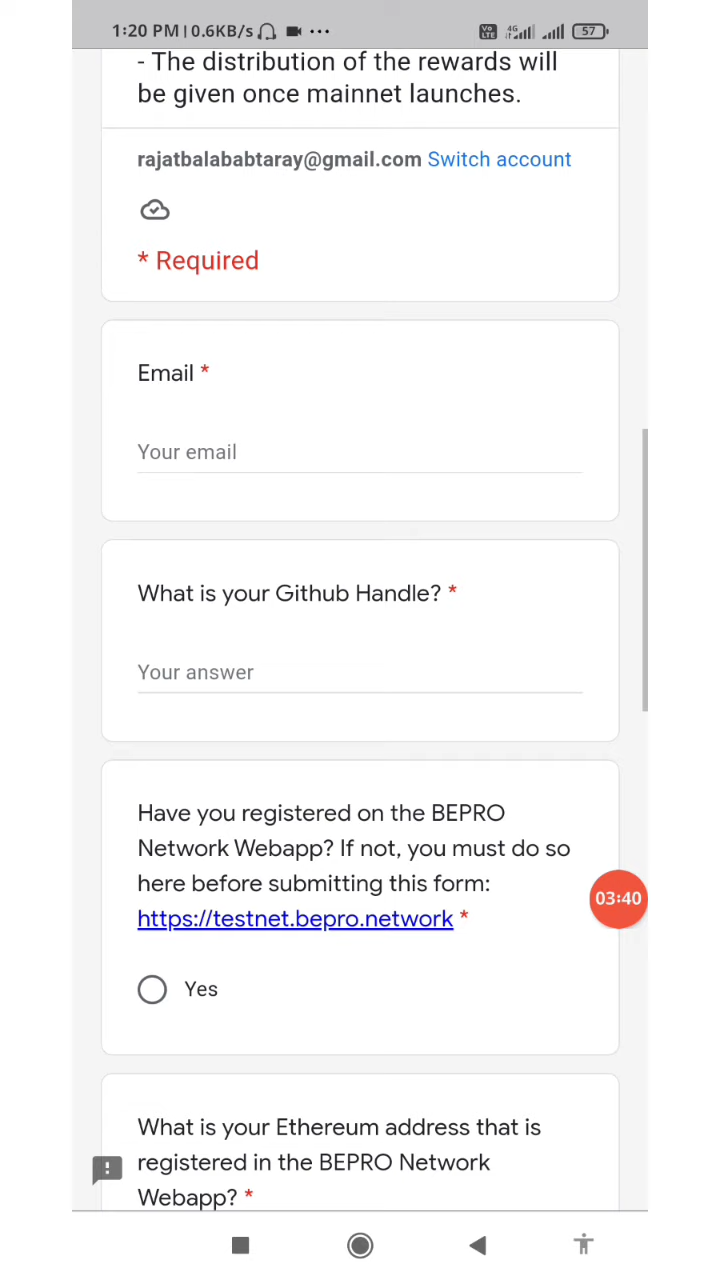 1:20 PM | 0.6KB/s ...
Vo LTE 4G 57
- The distribution of the rewards will
be given once mainnet launches.
rajatbalababtaray@gmail.com Switch account
* Required
Email *
Your email
What is your Github Handle? *
Your answer
Have you registered on the BEPRO
Network Webapp? If not, you must do so
here before submitting this form:
https://testnet.bepro.network *
03:40
Yes
What is your Ethereum address that is
registered in the BEPRO Network
Webapp? *